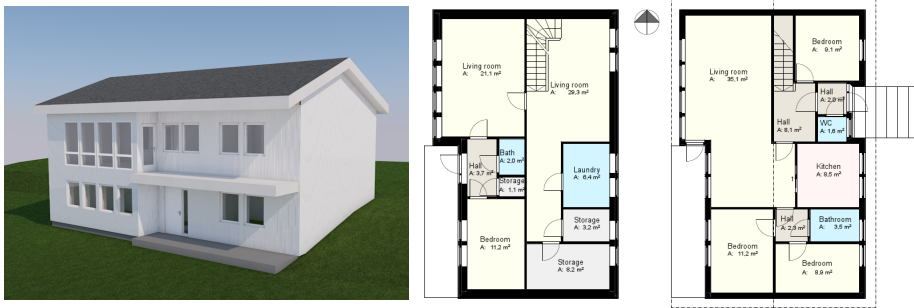 Living room
A: 21,1 m²
Living room
A: 29,3 m²
Bath
A: 2,0 m²
Hall
A: 3,7 m²
Storage
A: 1,1 m²
Laundry
A: 6,4 m²
Storage
A: 3,2 m²
Bedroom
A: 11,2 m²
Storage
A: 8,2 m²
Bedroom
A: 9,1 m²
Living room
A: 35,1 m²
Hall
A: 2,0 m²
WC
A: 1,6 m²
Hall
A: 8,1 m²
Kitchen
A: 8,5 m²
Hall
A: 2,3 m²
Bathroom
A: 3,5 m²
Bedroom
A: 11,2 m²
Bedroom
A: 8,9 m²